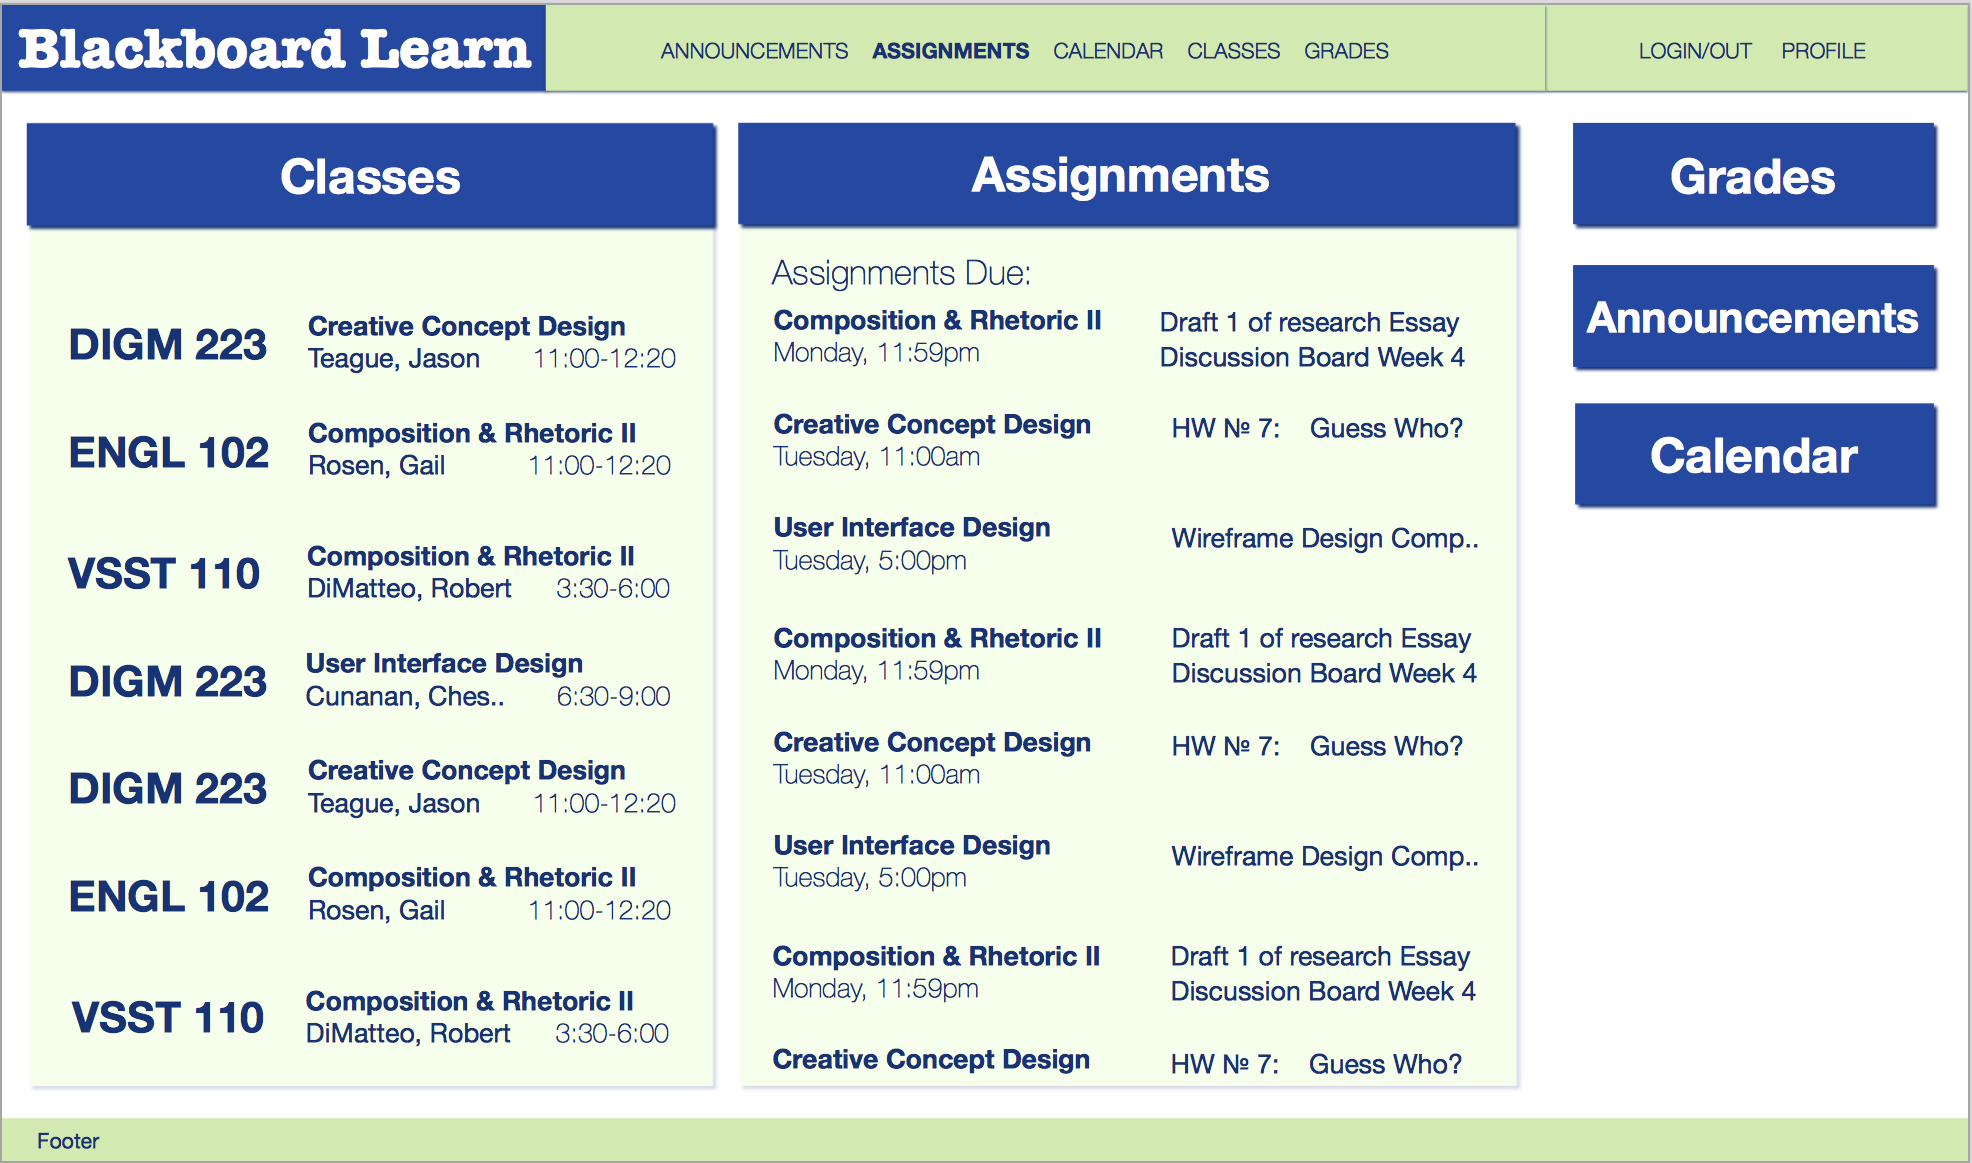 Blackboard Learn
ANNOUNCEMENTS ASSIGNMENTS CALENDAR CLASSES GRADES
LOGIN/OUT PROFILE
Classes
DIGM 223
Creative Concept Design
Teague, Jason 11:00-12:20
ENGL 102
Composition & Rhetoric II
Rosen, Gail 11:00-12:20
VSST 110
Composition & Rhetoric II
DiMatteo, Robert 3:30-6:00
DIGM 223
User Interface Design
Cunanan, Ches.. 6:30-9:00
DIGM 223
Creative Concept Design
Teague, Jason 11:00-12:20
ENGL 102
Composition & Rhetoric II
Rosen, Gail 11:00-12:20
VSST 110
Composition & Rhetoric II
DiMatteo, Robert 3:30-6:00
Assignments
Assignments Due:
Composition & Rhetoric II
Monday, 11:59pm
Draft 1 of research Essay
Discussion Board Week 4
Creative Concept Design
Tuesday, 11:00am
HW № 7: Guess Who?
User Interface Design
Tuesday, 5:00pm
Wireframe Design Comp..
Composition & Rhetoric II
Monday, 11:59pm
Draft 1 of research Essay
Discussion Board Week 4
Creative Concept Design
Tuesday, 11:00am
HW № 7: Guess Who?
User Interface Design
Tuesday, 5:00pm
Wireframe Design Comp..
Composition & Rhetoric II
Monday, 11:59pm
Draft 1 of research Essay
Discussion Board Week 4
Creative Concept Design
HW № 7: Guess Who?
Grades
Announcements
Calendar
Footer